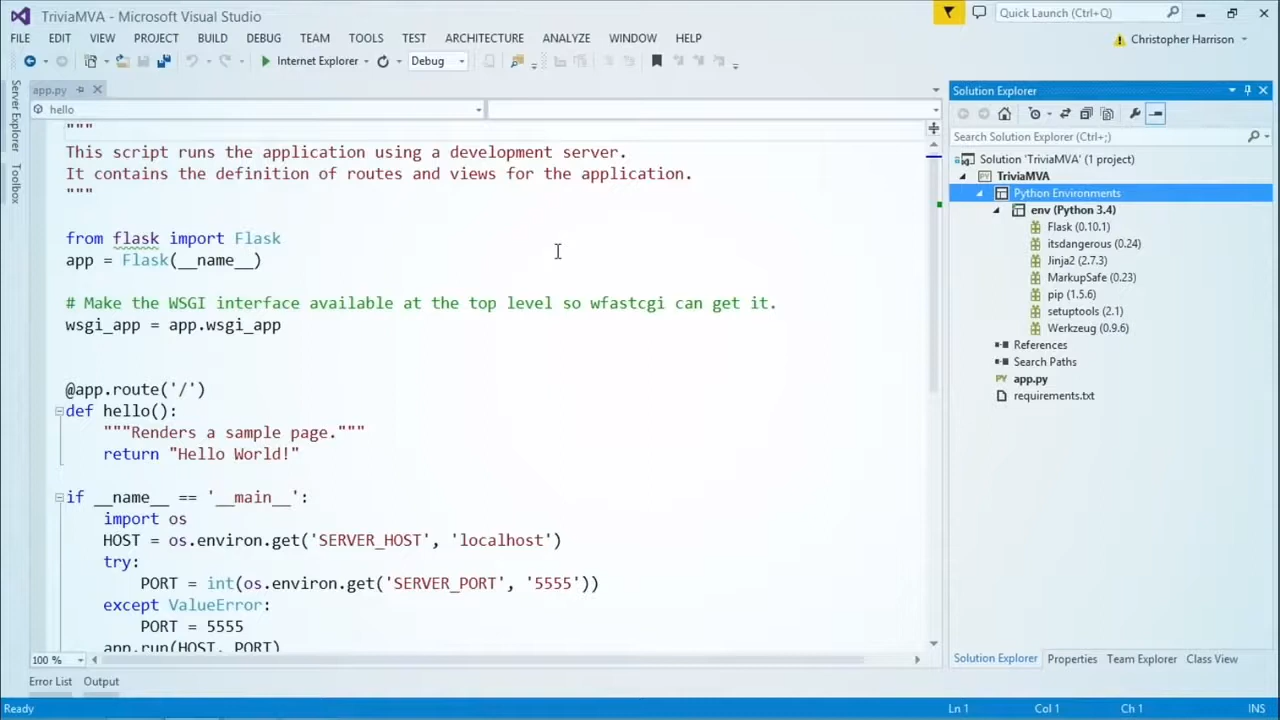 TriviaMVA - Microsoft Visual Studio
Quick Launch (Ctrl+Q)
FILE EDIT VIEW PROJECT BUILD DEBUG TEAM TOOLS TEST ARCHITECTURE ANALYZE WINDOW HELP
Christopher Harrison
Internet Explorer
Debug
Server Explorer
Toolbox
app.py
hello
"""
This script runs the application using a development server.
It contains the definition of routes and views for the application.
"""
from flask import Flask
app = Flask(__name__)
# Make the WSGI interface available at the top level so wfastcgi can get it.
wsgi_app = app.wsgi_app
@app.route('/')
def hello():
"""Renders a sample page."""
return "Hello World!"
if __name__ == '__main__':
import os
HOST = os.environ.get('SERVER_HOST', 'localhost')
try:
PORT = int(os.environ.get('SERVER_PORT', '5555'))
except ValueError:
PORT = 5555
app.run(HOST, PORT)
100 %
Solution Explorer
Search Solution Explorer (Ctrl+;)
Solution 'TriviaMVA' (1 project)
TriviaMVA
Python Environments
env (Python 3.4)
Flask (0.10.1)
itsdangerous (0.24)
Jinja2 (2.7.3)
MarkupSafe (0.23)
pip (1.5.6)
setuptools (2.1)
Werkzeug (0.9.6)
References
Search Paths
PY app.py
requirements.txt
Solution Explorer Properties Team Explorer Class View
Error List Output
Ready Ln 1 Col 1 Ch 1 INS